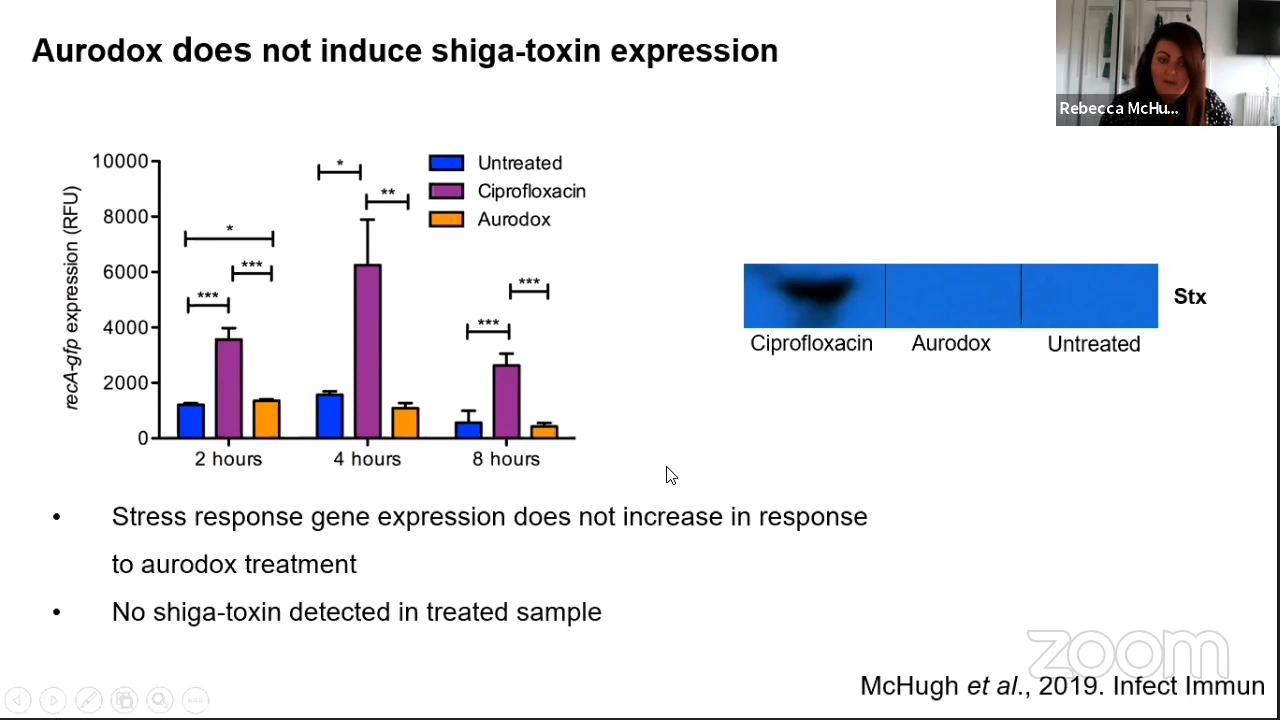 Aurodox does not induce shiga-toxin expression
Rebecca McHu...
10000
8000
6000
4000
2000
0
recA-gfp expression (RFU)
Untreated
Ciprofloxacin
Aurodox
*
***
***
*
**
***
***
2 hours
4 hours
8 hours
Stx
Ciprofloxacin
Aurodox
Untreated
• Stress response gene expression does not increase in response
to aurodox treatment
• No shiga-toxin detected in treated sample
zoom
McHugh et al., 2019. Infect Immun